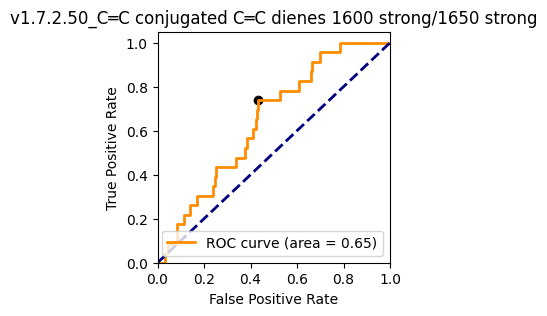 v1.7.2.50_C=C conjugated C=C dienes 1600 strong/1650 strong
1.0
0.8
0.6
0.4
0.2
0.0
True Positive Rate
ROC curve (area = 0.65)
0.0 0.2 0.4 0.6 0.8 1.0
False Positive Rate